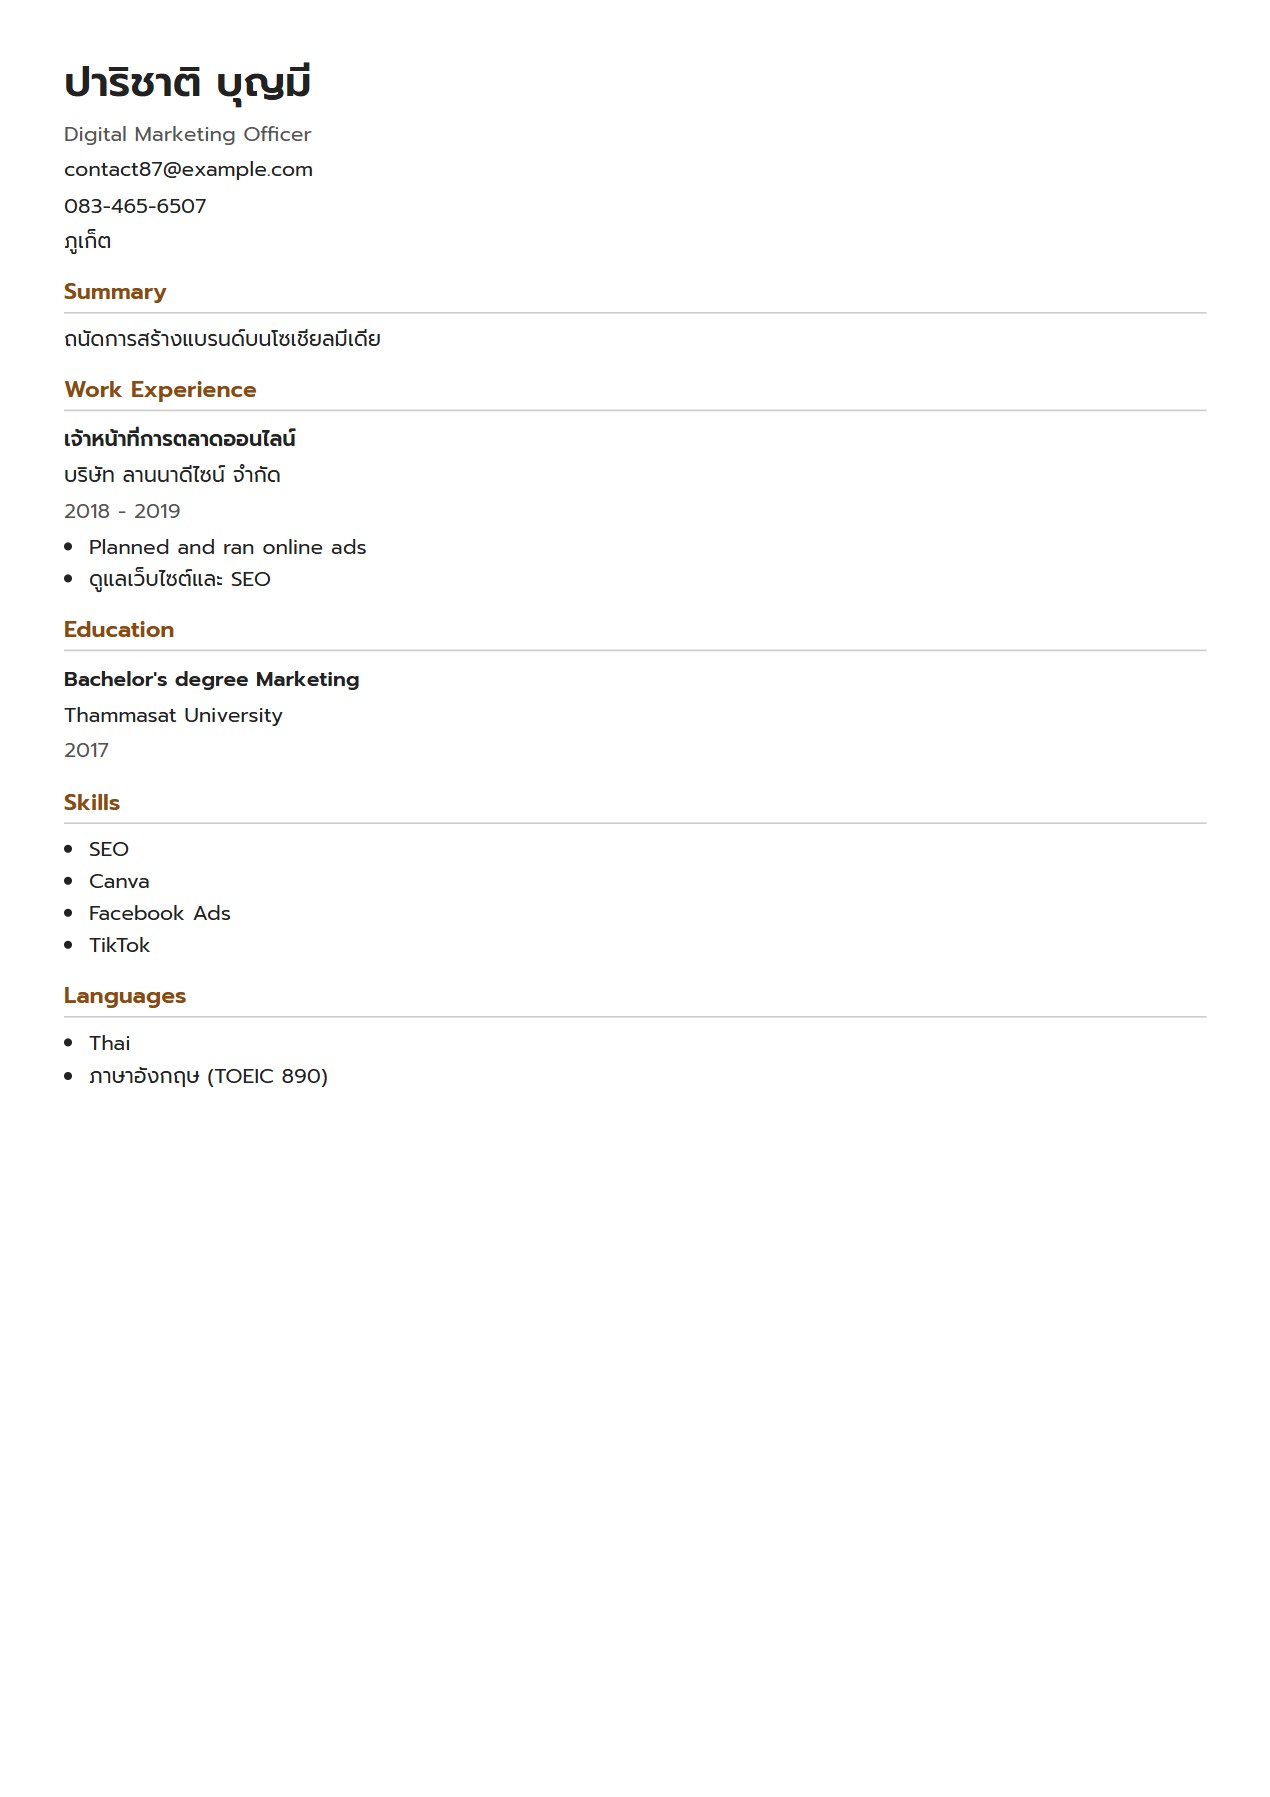 ปาริชาติ บุญมี
Digital Marketing Officer
contact87@example.com
083-465-6507
ภูเก็ต
Summary
ถนัดการสร้างแบรนด์บนโซเชียลมีเดีย
Work Experience
เจ้าหน้าที่การตลาดออนไลน์
บริษัท ลานนาดีไซน์ จำกัด
2018 - 2019
• Planned and ran online ads
• ดูแลเว็บไซต์และ SEO
Education
Bachelor's degree Marketing
Thammasat University
2017
Skills
• SEO
• Canva
• Facebook Ads
• TikTok
Languages
• Thai
• ภาษาอังกฤษ (TOEIC 890)